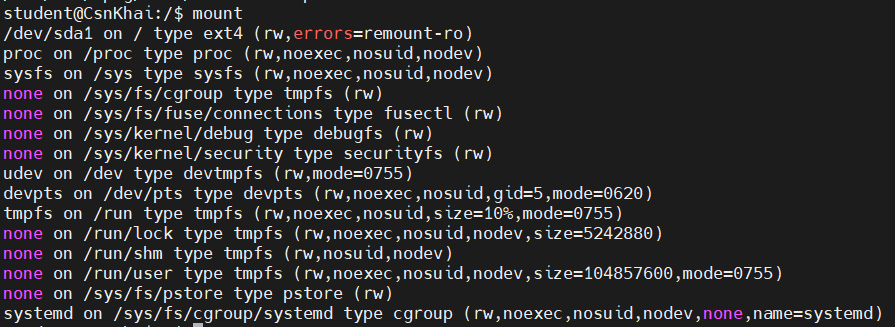 student@CsnKhai:/$ mount
/dev/sda1 on / type ext4 (rw,errors=remount-ro)
proc on /proc type proc (rw,noexec,nosuid,nodev)
sysfs on /sys type sysfs (rw,noexec,nosuid,nodev)
none on /sys/fs/cgroup type tmpfs (rw)
none on /sys/fs/fuse/connections type fusectl (rw)
none on /sys/kernel/debug type debugfs (rw)
none on /sys/kernel/security type securityfs (rw)
udev on /dev type devtmpfs (rw,mode=0755)
devpts on /dev/pts type devpts (rw,noexec,nosuid,gid=5,mode=0620)
tmpfs on /run type tmpfs (rw,noexec,nosuid,size=10%,mode=0755)
none on /run/lock type tmpfs (rw,noexec,nosuid,nodev,size=5242880)
none on /run/shm type tmpfs (rw,nosuid,nodev)
none on /run/user type tmpfs (rw,noexec,nosuid,nodev,size=104857600,mode=0755)
none on /sys/fs/pstore type pstore (rw)
systemd on /sys/fs/cgroup/systemd type cgroup (rw,noexec,nosuid,nodev,none,name=systemd)